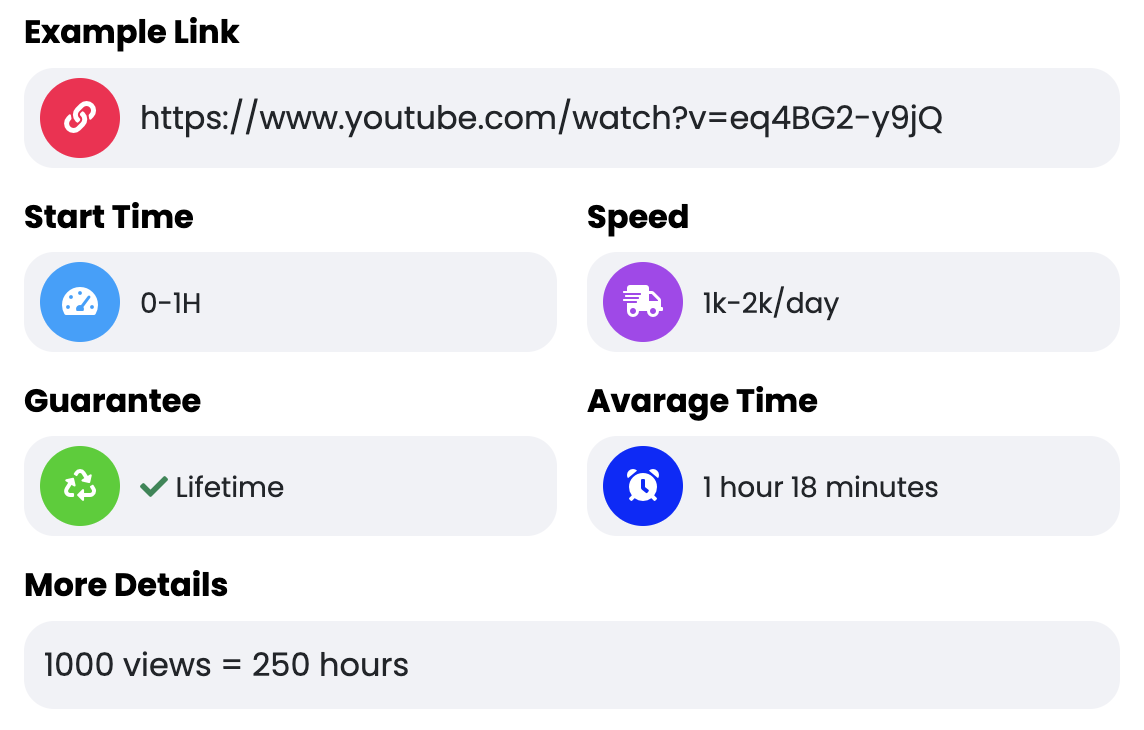 Example Link
https://www.youtube.com/watch?v=eq4BG2-y9jQ
Start Time
0-1H
Speed
1k-2k/day
Guarantee
Lifetime
Avarage Time
1 hour 18 minutes
More Details
1000 views = 250 hours